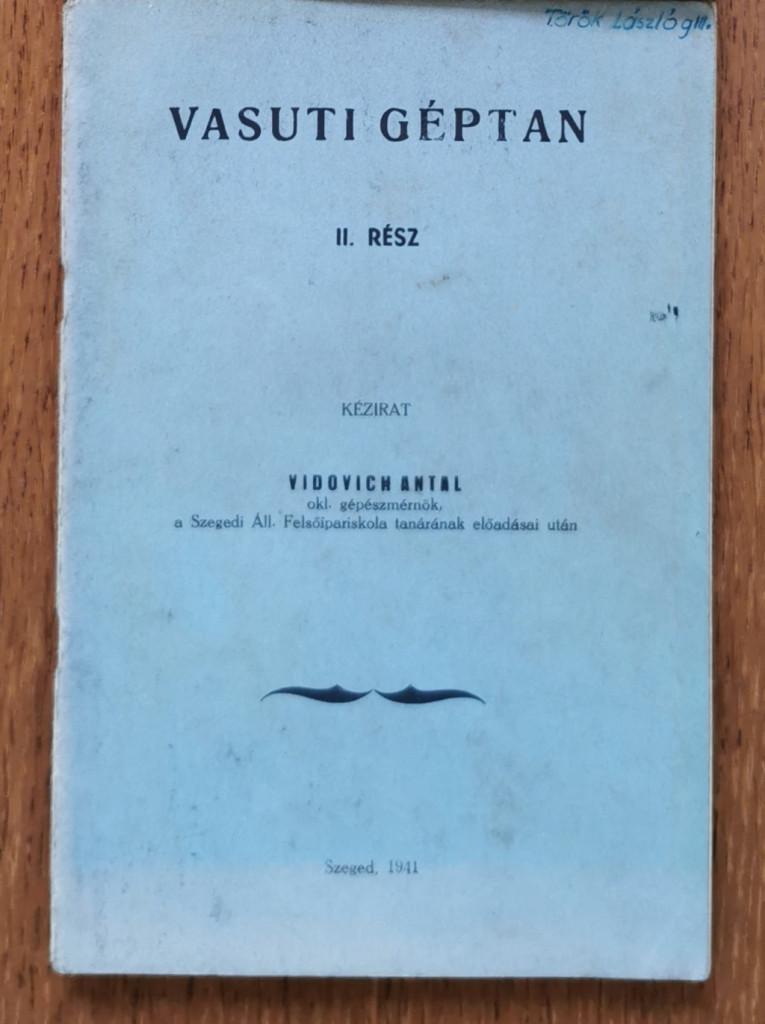 Török László gIII.
VASUTI GÉPTAN
II. RÉSZ
KÉZIRAT
VIDOVICH ANTAL
okl. gépészmérnök,
a Szegedi Áll. Felsőipariskola tanárának előadásai után
Szeged, 1941